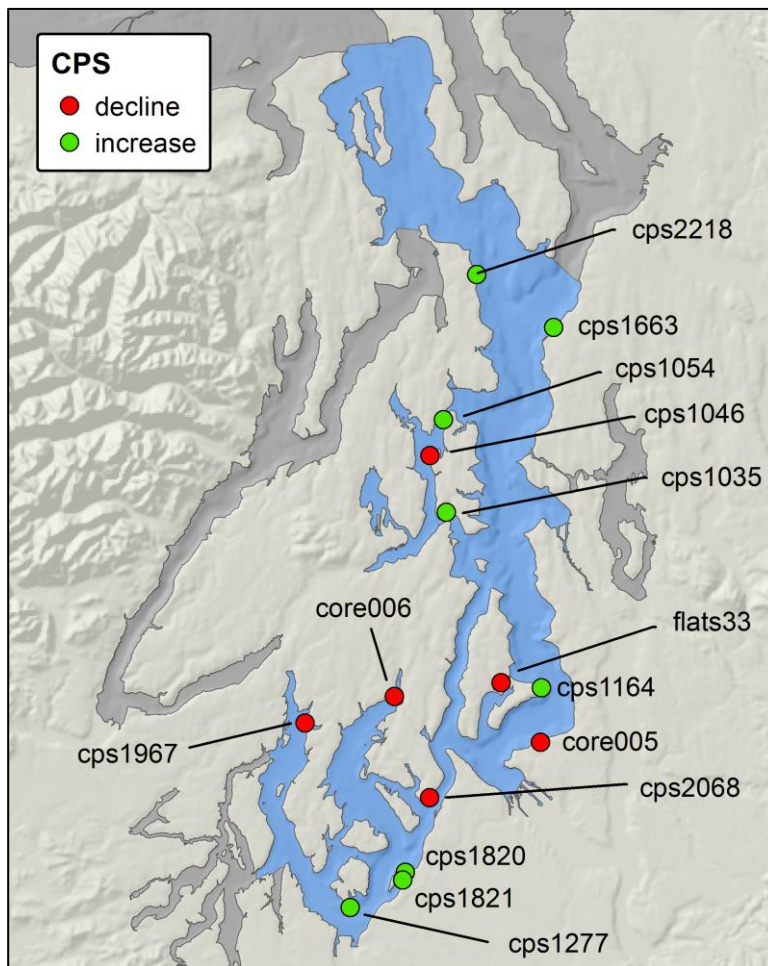 CPS
decline
increase
cps2218
cps1663
cps1054
cps1046
cps1035
core006
flats33
cps1164
cps1967
core005
cps2068
cps1820
cps1821
cps1277